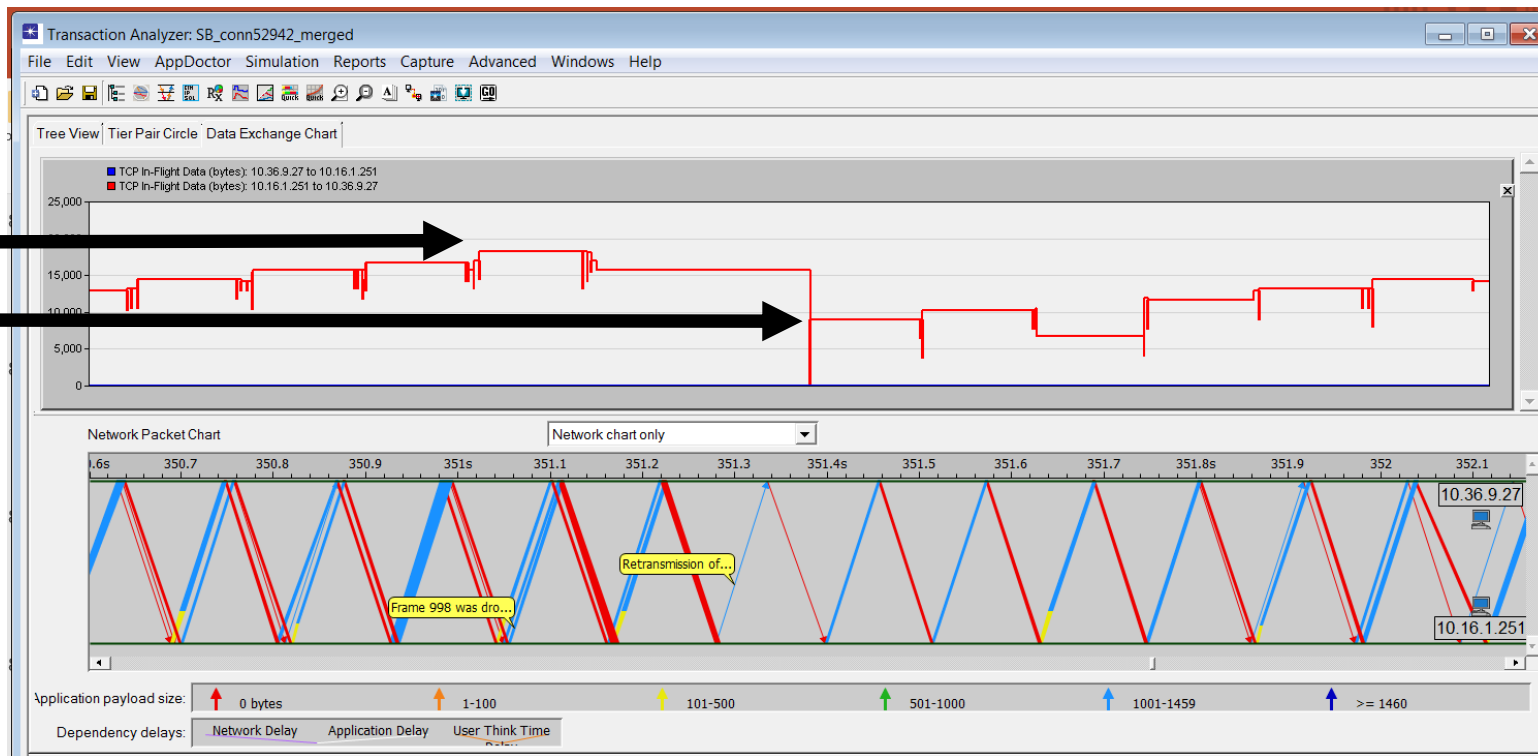 Transaction Analyzer: SB_conn52942_merged
File Edit View AppDoctor Simulation Reports Capture Advanced Windows Help
Tree View Tier Pair Circle Data Exchange Chart
TCP In-Flight Data (bytes): 10.36.9.27 to 10.16.1.251
TCP In-Flight Data (bytes): 10.16.1.251 to 10.36.9.27
25,000
15,000
10,000
5,000
0
Network Packet Chart Network chart only
.6s 350.7 350.8 350.9 351s 351.1 351.2 351.3 351.4s 351.5 351.6 351.7 351.8s 351.9 352 352.1
10.36.9.27
Retransmission of...
Frame 998 was dro...
10.16.1.251
Application payload size: 0 bytes 1-100 101-500 501-1000 1001-1459 >= 1460
Dependency delays: Network Delay Application Delay User Think Time